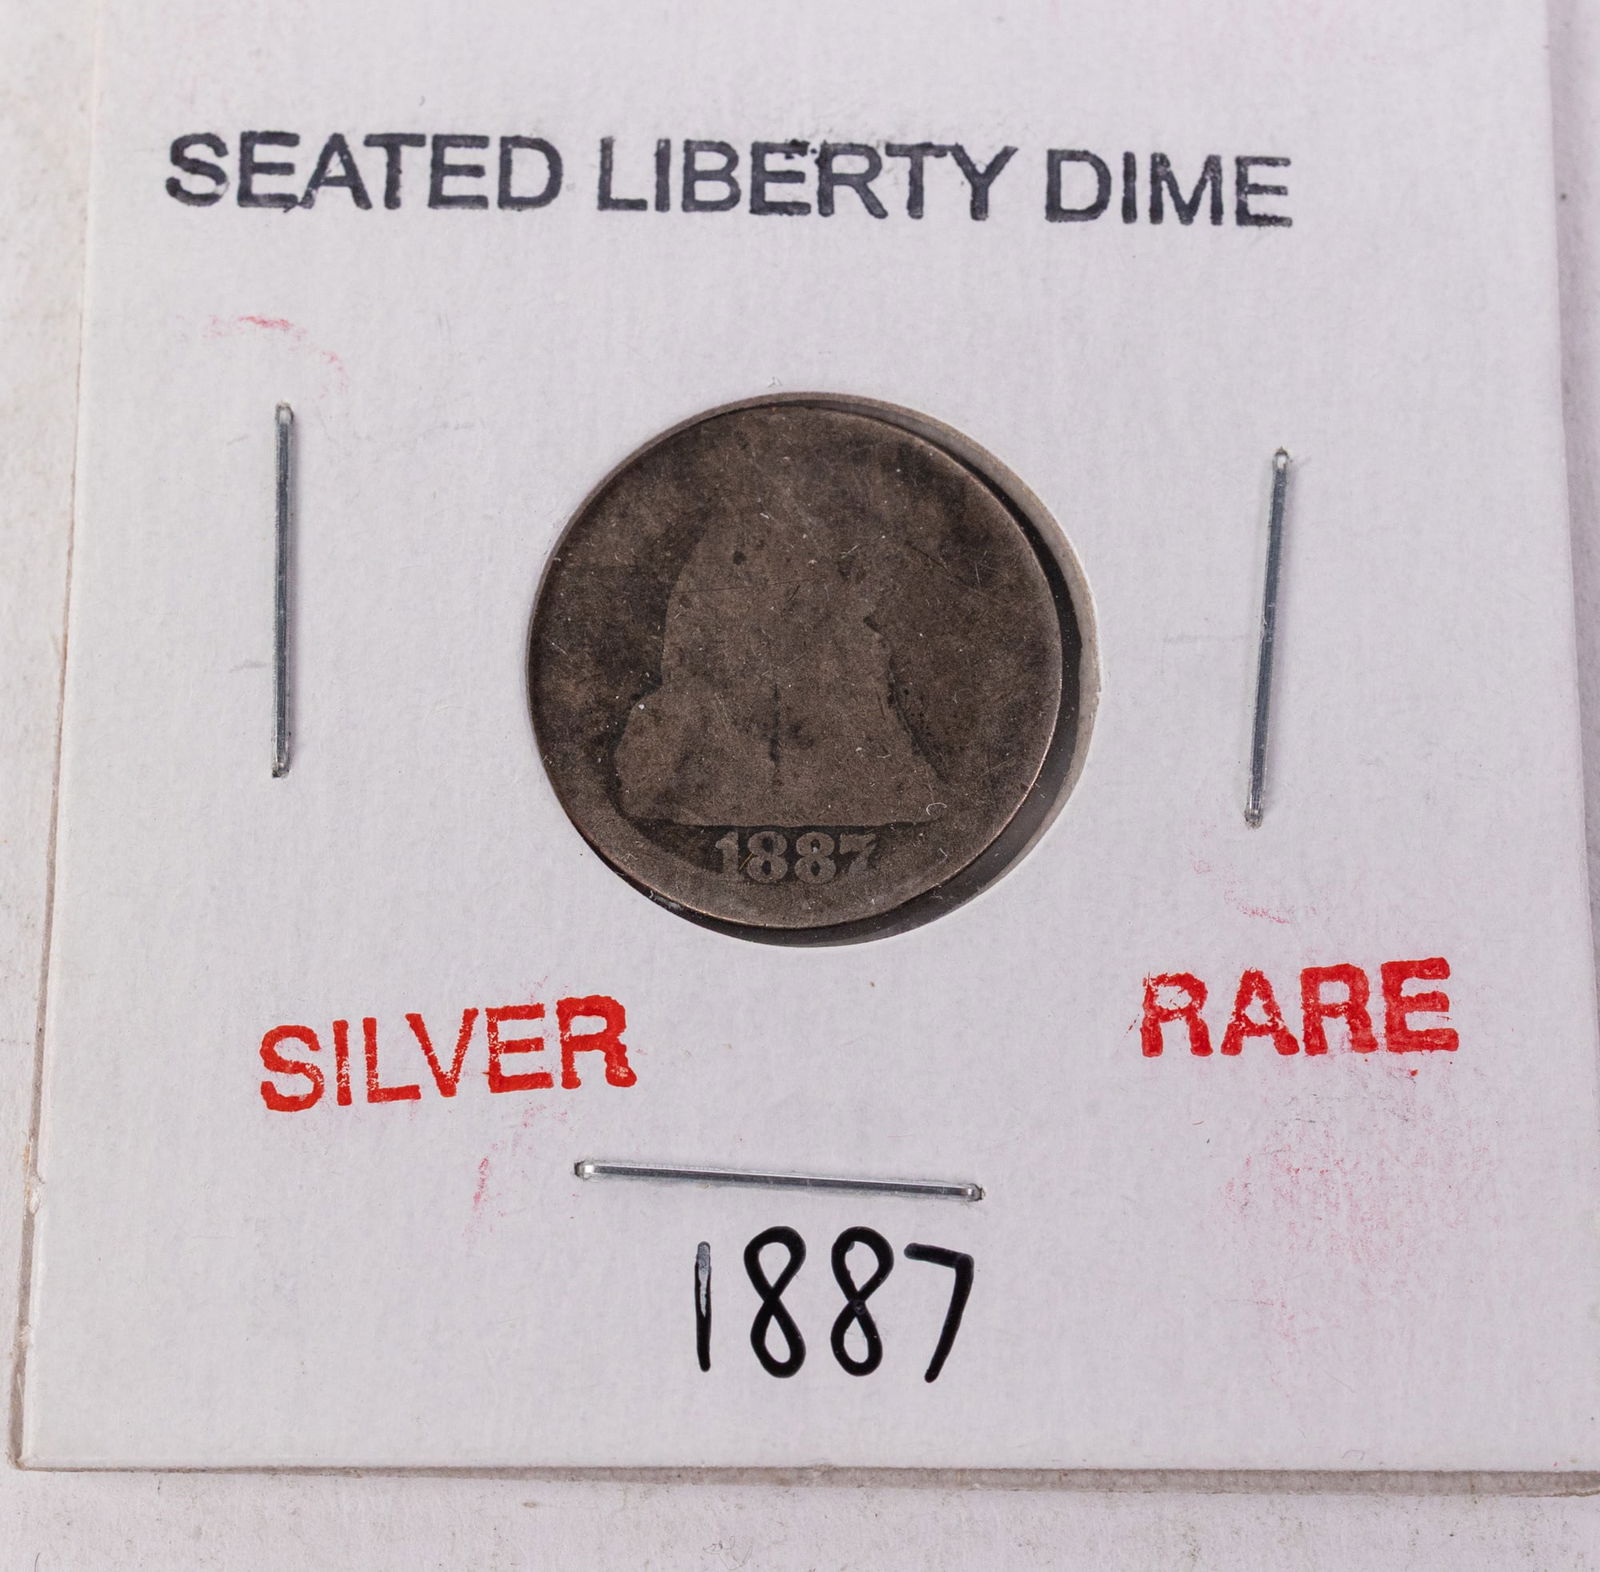 SEATED LIBERTY DIME
1887
SILVER
RARE
1887